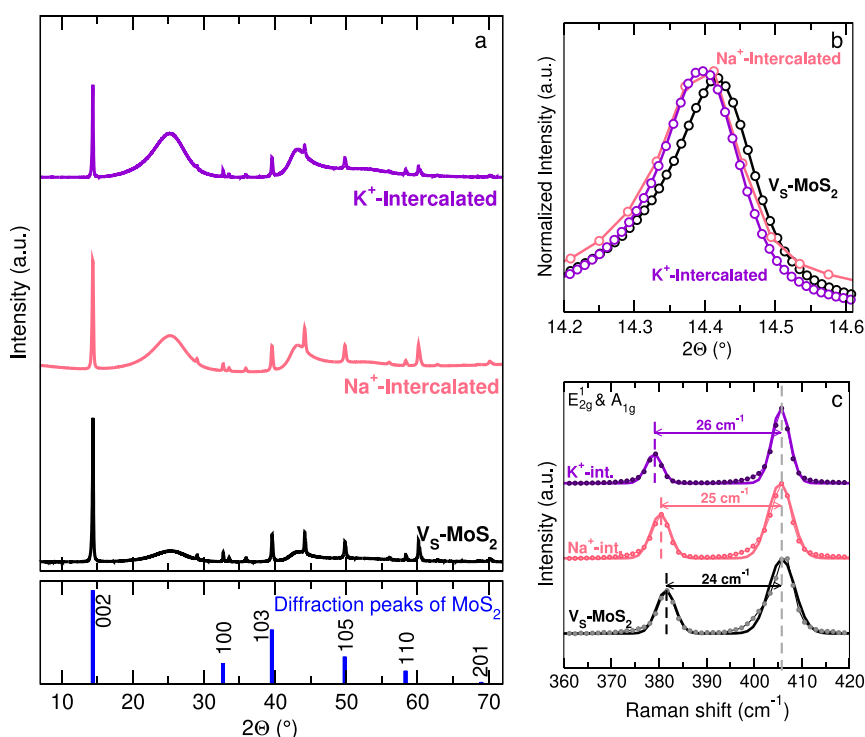 a
K⁺-Intercalated
Na⁺-Intercalated
V_S-MoS₂
Intensity (a.u.)
Diffraction peaks of MoS₂
002
100
103
105
110
201
10 20 30 40 50 60 70
2Θ (°)
b
Na⁺-Intercalated
V_S-MoS₂
K⁺-Intercalated
Normalized Intensity (a.u.)
14.2 14.3 14.4 14.5 14.6
2Θ (°)
E¹₂g & A₁g
c
26 cm⁻¹
K⁺-int.
25 cm⁻¹
Na⁺-int.
24 cm⁻¹
V_S-MoS₂
Intensity (a.u.)
360 370 380 390 400 410 420
Raman shift (cm⁻¹)